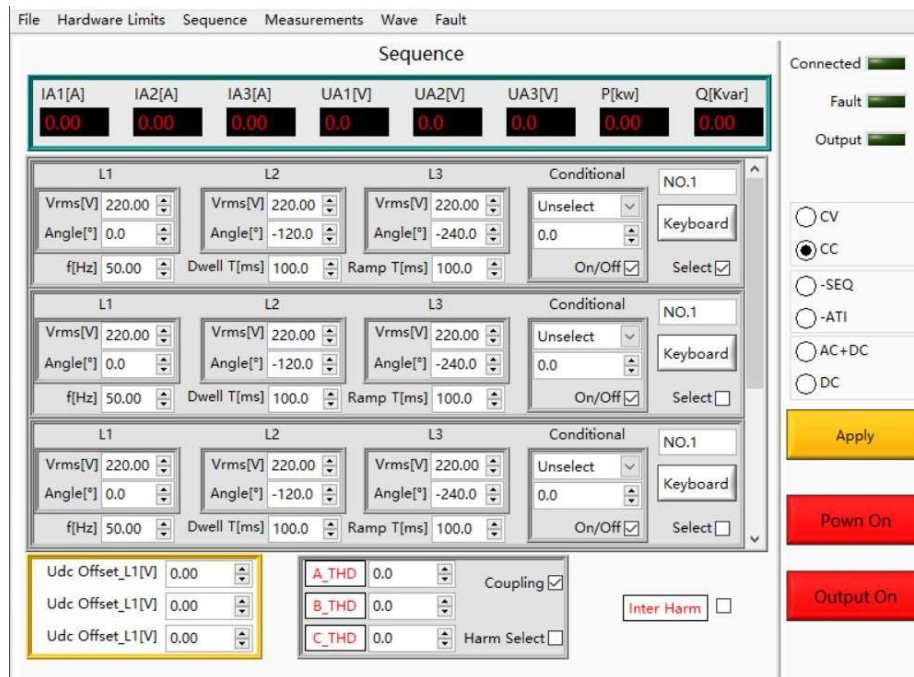 File Hardware Limits Sequence Measurements Wave Fault
Sequence
IA1[A] IA2[A] IA3[A] UA1[V] UA2[V] UA3[V] P[kw] Q[Kvar]
0.00 0.00 0.00 0.0 0.0 0.0 0.00 0.00
L1 L2 L3 Conditional NO.1
Vrms[V] 220.00 Vrms[V] 220.00 Vrms[V] 220.00 Unselect Keyboard
Angle[°] 0.0 Angle[°] -120.0 Angle[°] -240.0 0.0
f[Hz] 50.00 Dwell T[ms] 100.0 Ramp T[ms] 100.0 On/Off Select
L1 L2 L3 Conditional NO.1
Vrms[V] 220.00 Vrms[V] 220.00 Vrms[V] 220.00 Unselect Keyboard
Angle[°] 0.0 Angle[°] -120.0 Angle[°] -240.0 0.0
f[Hz] 50.00 Dwell T[ms] 100.0 Ramp T[ms] 100.0 On/Off Select
L1 L2 L3 Conditional NO.1
Vrms[V] 220.00 Vrms[V] 220.00 Vrms[V] 220.00 Unselect Keyboard
Angle[°] 0.0 Angle[°] -120.0 Angle[°] -240.0 0.0
f[Hz] 50.00 Dwell T[ms] 100.0 Ramp T[ms] 100.0 On/Off Select
Udc Offset_L1[V] 0.00
Udc Offset_L1[V] 0.00
Udc Offset_L1[V] 0.00
A_THD 0.0 Coupling
B_THD 0.0
C_THD 0.0 Harm Select
Inter Harm
Connected
Fault
Output
CV
CC
-SEQ
-ATI
AC+DC
DC
Apply
Pown On
Output On